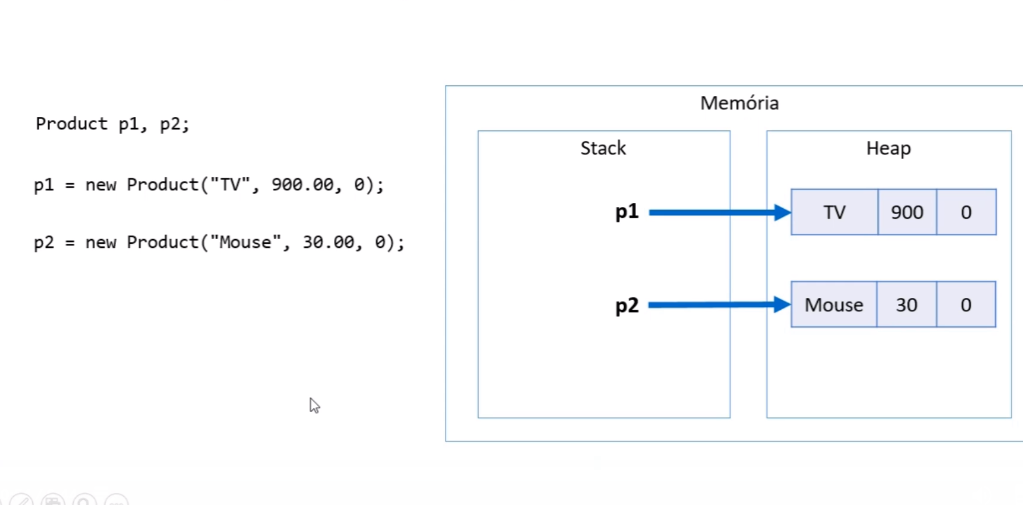 Product p1, p2;
p1 = new Product("TV", 900.00, 0);
p2 = new Product("Mouse", 30.00, 0);
Memória
Stack
Heap
p1
TV 900 0
p2
Mouse 30 0